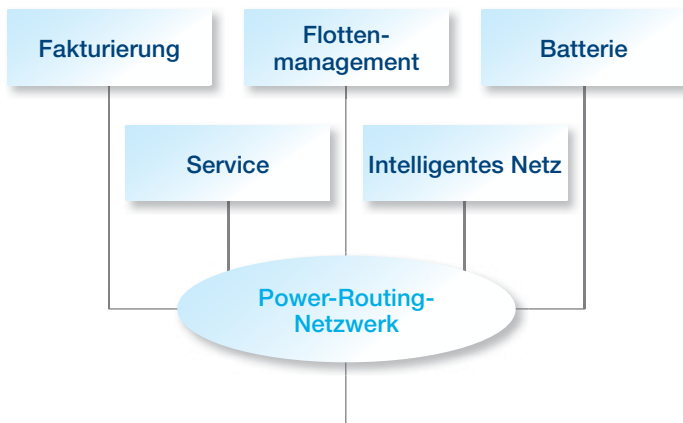 Fakturierung
Flotten-
management
Batterie
Service
Intelligentes Netz
Power-Routing-
Netzwerk